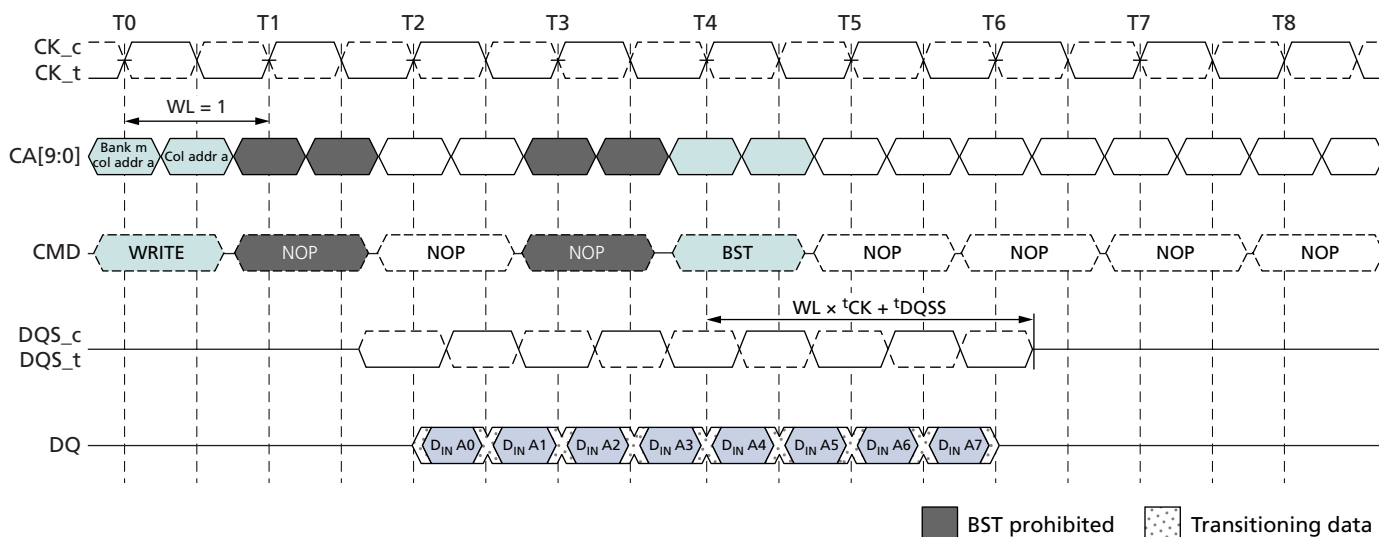 T0 T1 T2 T3 T4 T5 T6 T7 T8
CK_c
CK_t
WL = 1
CA[9:0]
Bank m
col addr a
Col addr a
CMD WRITE NOP NOP NOP BST NOP NOP NOP NOP
WL × tCK + tDQSS
DQS_c
DQS_t
DQ DIN A0 DIN A1 DIN A2 DIN A3 DIN A4 DIN A5 DIN A6 DIN A7
BST prohibited Transitioning data